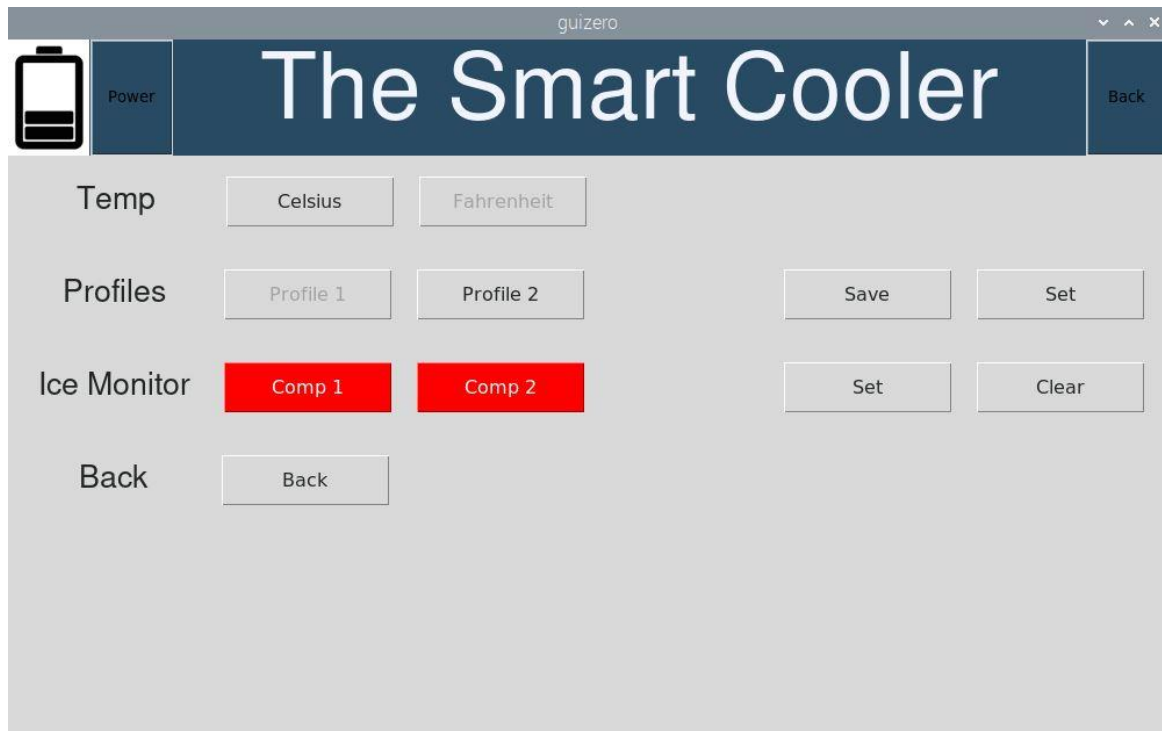 guizero
Power The Smart Cooler Back
Temp Celsius Fahrenheit
Profiles Profile 1 Profile 2 Save Set
Ice Monitor Comp 1 Comp 2 Set Clear
Back Back